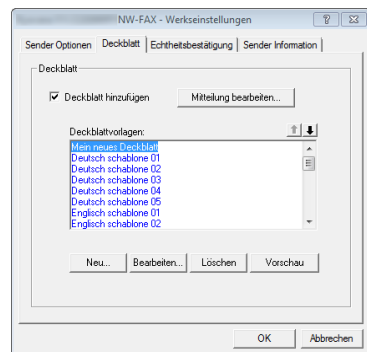 NW-FAX - Werkseinstellungen
Sender Optionen Deckblatt Echtheitsbestätigung Sender Information
Deckblatt
Deckblatt hinzufügen Mitteilung bearbeiten...
Deckblattvorlagen:
Mein neues Deckblatt
Deutsch schablone 01
Deutsch schablone 02
Deutsch schablone 03
Deutsch schablone 04
Deutsch schablone 05
Englisch schablone 01
Englisch schablone 02
Neu... Bearbeiten... Löschen Vorschau
OK Abbrechen